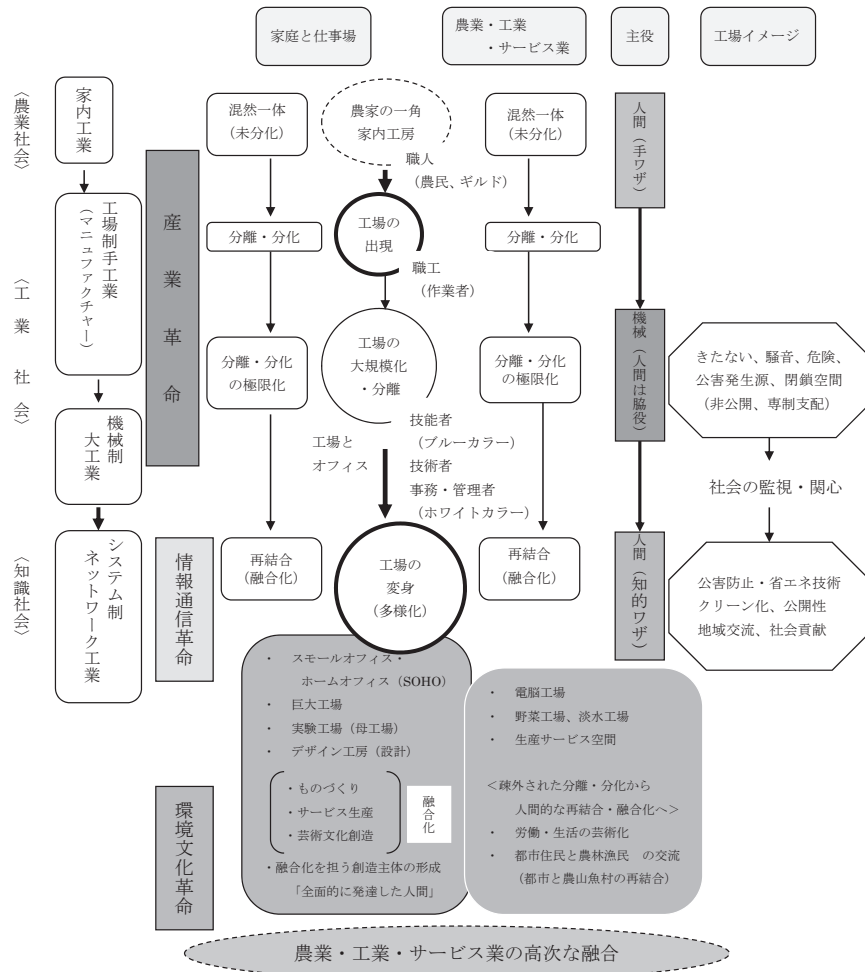 家庭と仕事場
農業・工業
・サービス業
主役
工場イメージ
〈農業社会〉
〈工業社会〉
〈知識社会〉
家内工業
工場制手工業
(マニュファクチャー)
機械制
大工業
システム制
ネットワーク工業
産業革命
情報通信革命
環境文化革命
混然一体
(未分化)
分離・分化
分離・分化
の極限化
再結合
(融合化)
農家の一角
家内工房
職人
(農民、ギルド)
工場の
出現
職工
(作業者)
工場の
大規模化
・分離
工場と
オフィス
技能者
(ブルーカラー)
技術者
事務・管理者
(ホワイトカラー)
工場の
変身
(多様化)
混然一体
(未分化)
分離・分化
分離・分化
の極限化
再結合
(融合化)
人間(手ワザ)
機械(人間は脇役)
人間(知的ワザ)
きたない、騒音、危険、
公害発生源、閉鎖空間
(非公開、専制支配)
社会の監視・関心
公害防止・省エネ技術
クリーン化、公開性
地域交流、社会貢献
・ スモールオフィス・
ホームオフィス(SOHO)
・ 巨大工場
・ 実験工場(母工場)
・ デザイン工房(設計)
・ものづくり
・サービス生産
・芸術文化創造
融合化
・融合化を担う創造主体の形成
「全面的に発達した人間」
・ 電脳工場
・ 野菜工場、淡水工場
・ 生産サービス空間
<疎外された分離・分化から
人間的な再結合・融合化へ>
・ 労働・生活の芸術化
・ 都市住民と農林漁民 の交流
(都市と農山魚村の再結合)
農業・工業・サービス業の高次な融合